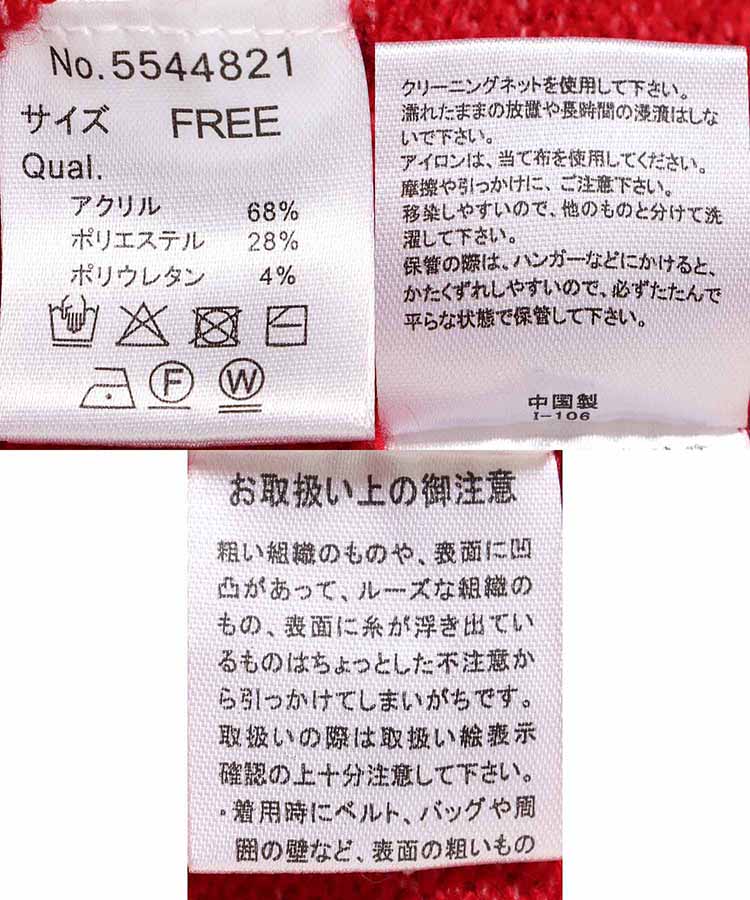 No.5544821
サイズ FREE
Qual.
アクリル 68%
ポリエステル 28%
ポリウレタン 4%
F W
クリーニングネットを使用して下さい。
濡れたままの放置や長時間の浸漬はしな
いで下さい。
アイロンは、当て布を使用してください。
摩擦や引っかけに、ご注意下さい。
移染しやすいので、他のものと分けて洗
濯して下さい。
保管の際は、ハンガーなどにかけると、
かたくずれしやすいので、必ずたたんで
平らな状態で保管して下さい。
中国製
I-106
お取扱い上の御注意
粗い組織のものや、表面に凹
凸があって、ルーズな組織の
もの、表面に糸が浮き出てい
るものはちょっとした不注意か
ら引っかけてしまいがちです。
取扱いの際は取扱い絵表示
確認の上十分注意して下さい。
・着用時にベルト、バッグや周
囲の壁など、表面の粗いもの